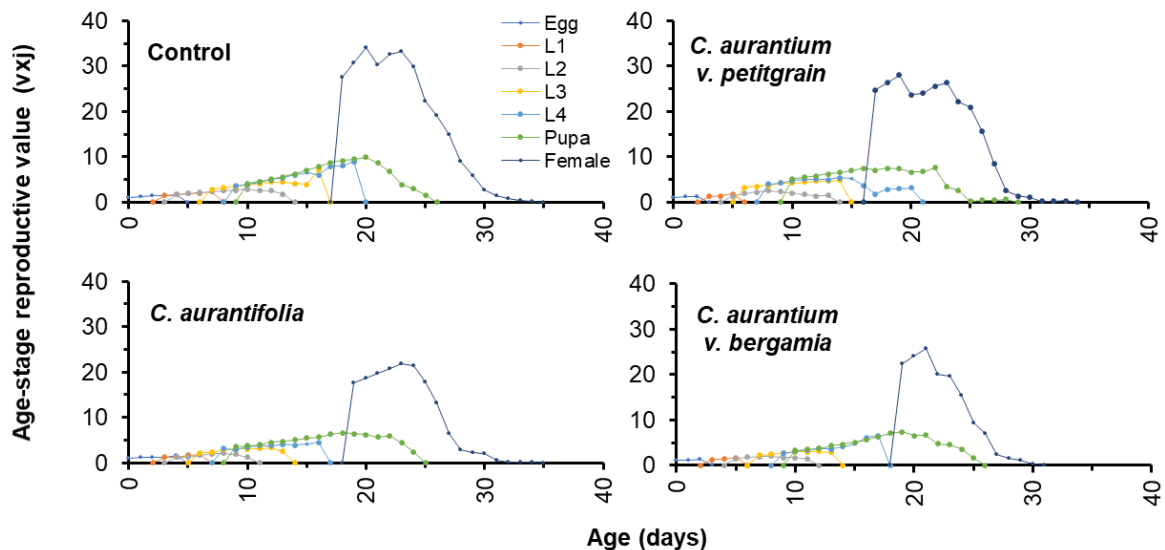 Age-stage reproductive value (vxj)
Control
40
30
20
10
0
0
10
20
30
40
Egg
L1
L2
L3
L4
Pupa
Female
C. aurantium
v. petitgrain
40
30
20
10
0
0
10
20
30
40
C. aurantifolia
40
30
20
10
0
0
10
20
30
40
C. aurantium
v. bergamia
40
30
20
10
0
0
10
20
30
40
Age (days)